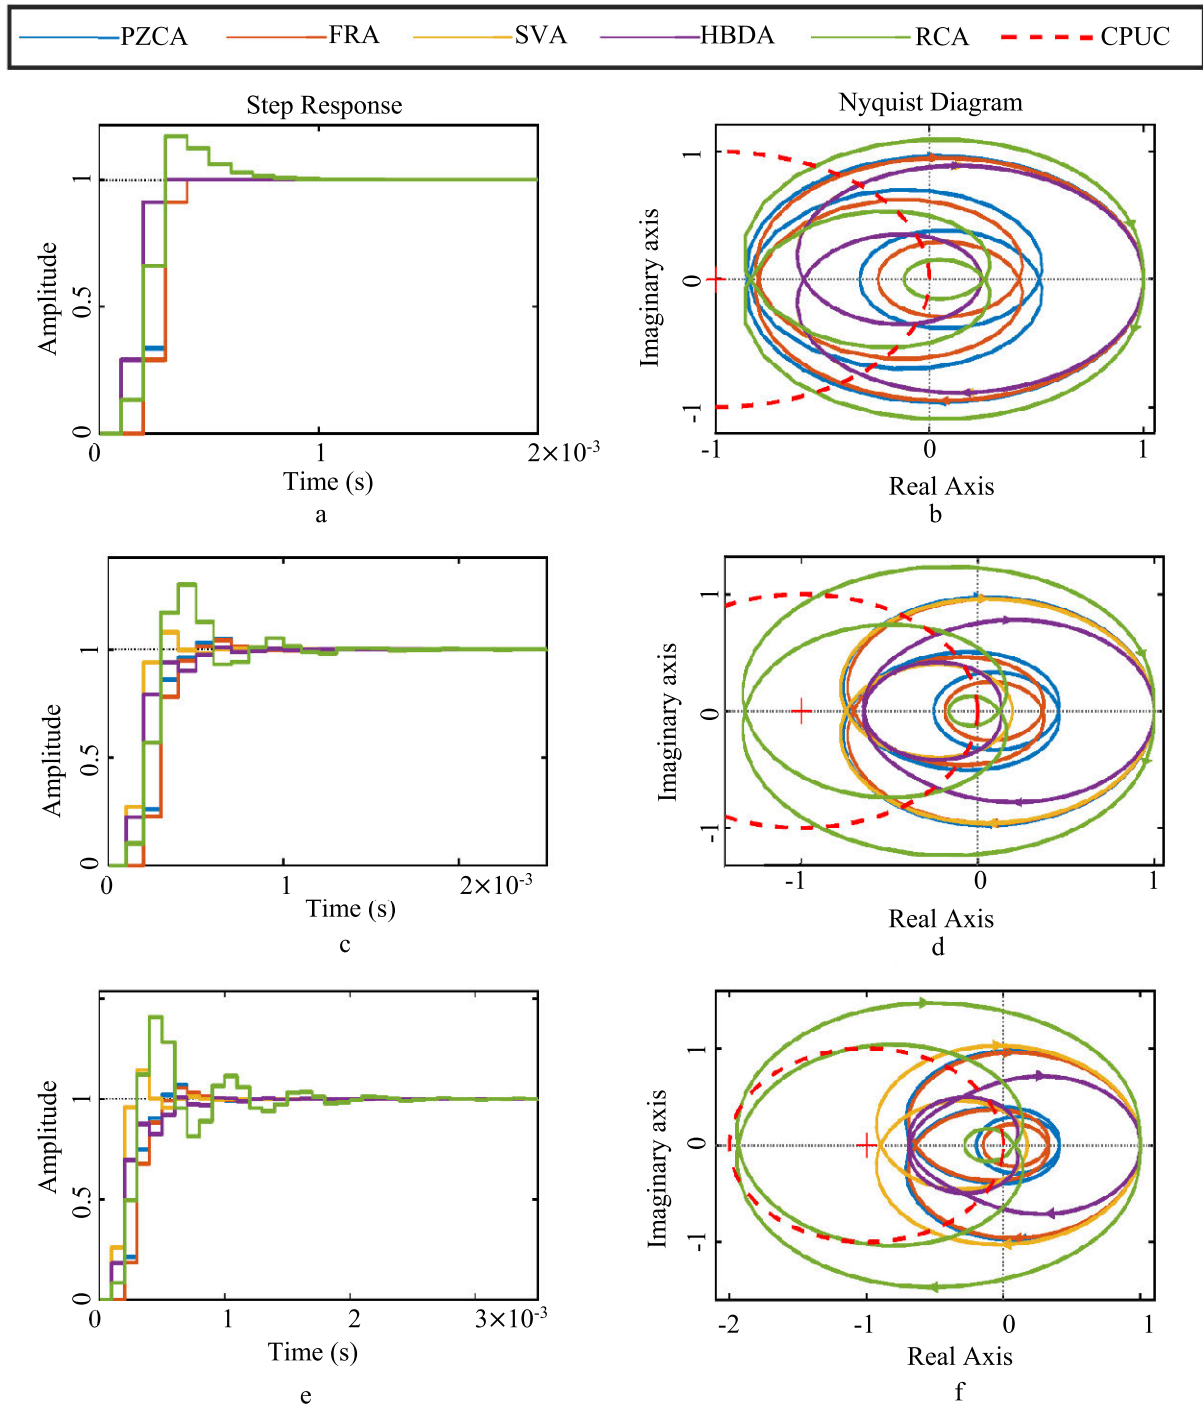 PZCA FRA SVA HBDA RCA CPUC
Step Response
Amplitude
1
0.5
0
0 1 2×10-3
Time (s)
a
Nyquist Diagram
Imaginary axis
1
0
-1
-1 0 1
Real Axis
b
Amplitude
1
0.5
0
0 1 2×10-3
Time (s)
c
Imaginary axis
1
0
-1
-1 0 1
Real Axis
d
Amplitude
1
0.5
0
0 1 2 3×10-3
Time (s)
e
Imaginary axis
1
0
-1
-2 -1 0 1
Real Axis
f